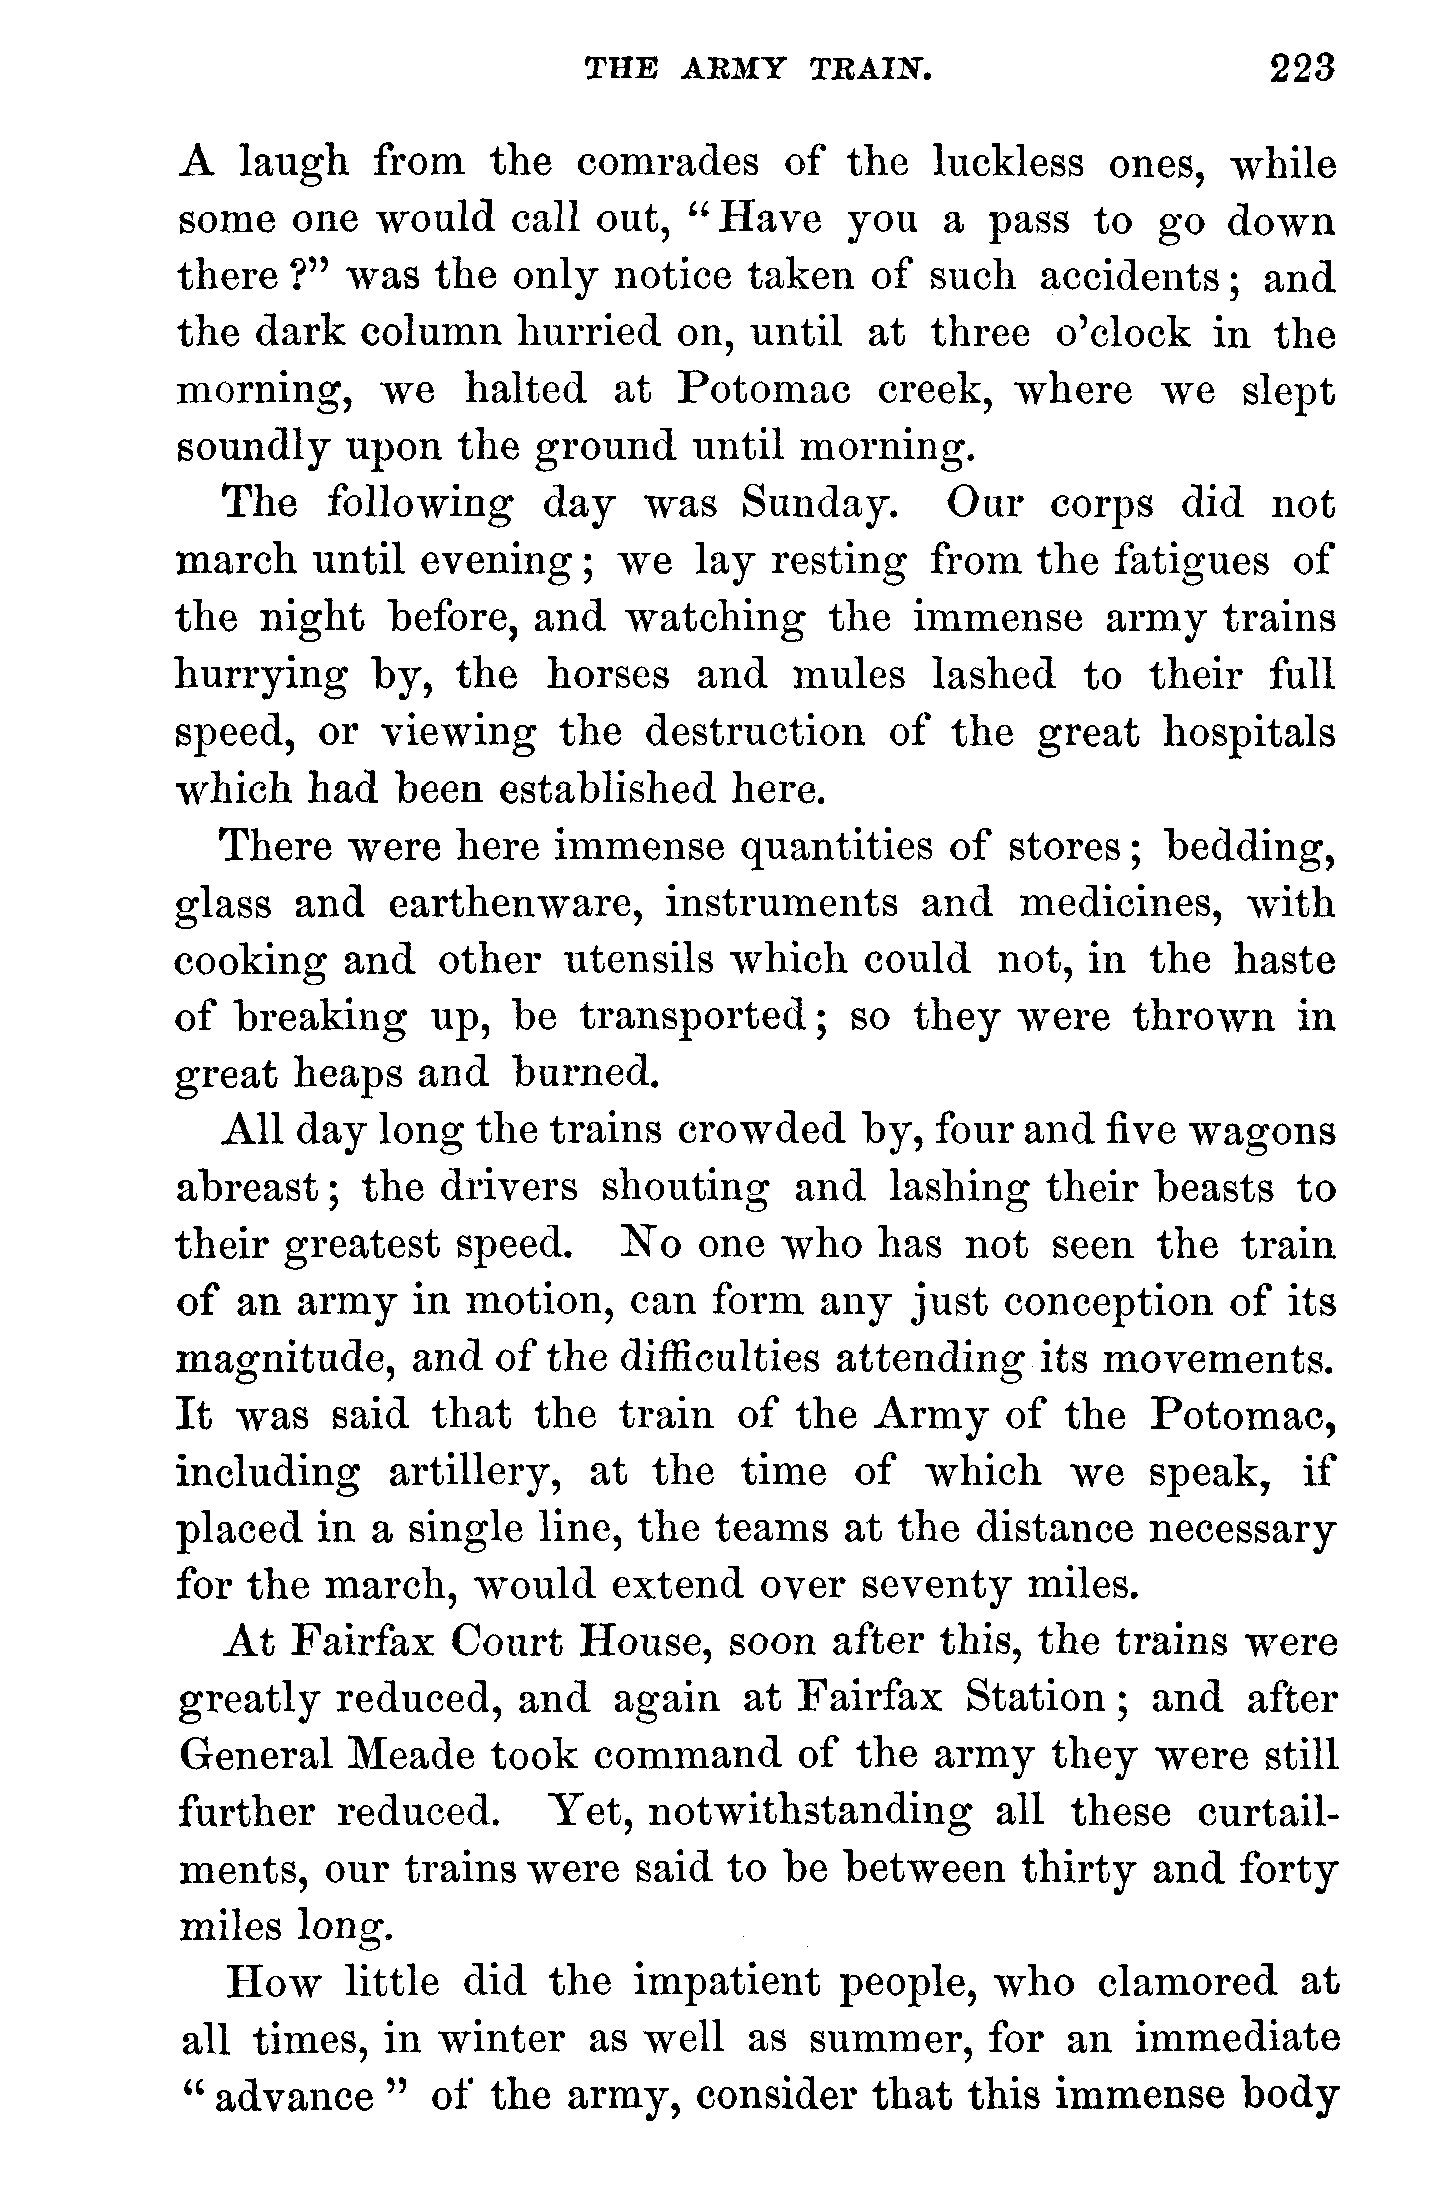 THE ARMY TRAIN. 223
A laugh from the comrades of the luckless ones, while
some one would call out, “Have you a pass to go down
there?” was the only notice taken of such accidents; and
the dark column hurried on, until at three o’clock in the
morning, we halted at Potomac creek, where we slept
soundly upon the ground until morning.
The following day was Sunday. Our corps did not
march until evening; we lay resting from the fatigues of
the night before, and watching the immense army trains
hurrying by, the horses and mules lashed to their full
speed, or viewing the destruction of the great hospitals
which had been established here.
There were here immense quantities of stores; bedding,
glass and earthenware, instruments and medicines, with
cooking and other utensils which could not, in the haste
of breaking up, be transported; so they were thrown in
great heaps and burned.
All day long the trains crowded by, four and five wagons
abreast; the drivers shouting and lashing their beasts to
their greatest speed. No one who has not seen the train
of an army in motion, can form any just conception of its
magnitude, and of the difficulties attending its movements.
It was said that the train of the Army of the Potomac,
including artillery, at the time of which we speak, if
placed in a single line, the teams at the distance necessary
for the march, would extend over seventy miles.
At Fairfax Court House, soon after this, the trains were
greatly reduced, and again at Fairfax Station; and after
General Meade took command of the army they were still
further reduced. Yet, notwithstanding all these curtail-
ments, our trains were said to be between thirty and forty
miles long.
How little did the impatient people, who clamored at
all times, in winter as well as summer, for an immediate
“advance” of the army, consider that this immense body